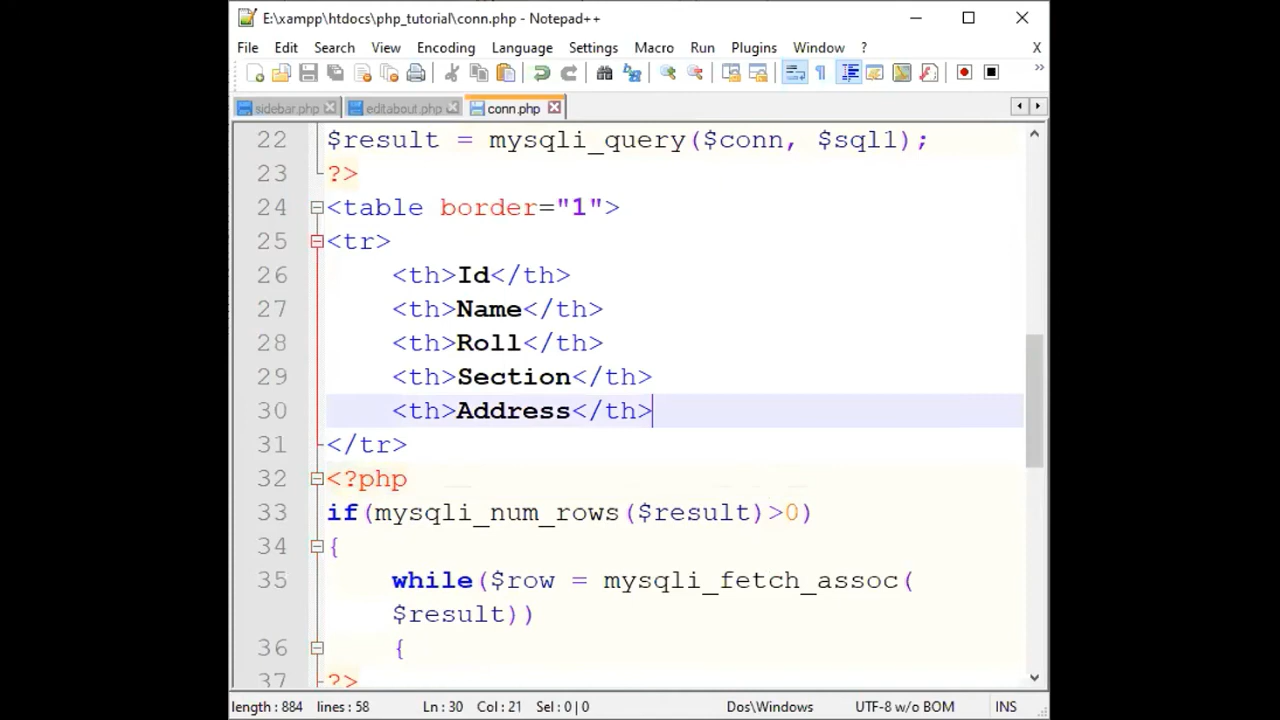 E:\xampp\htdocs\php_tutorial\conn.php - Notepad++
File Edit Search View Encoding Language Settings Macro Run Plugins Window ? X
sidebar.php editabout.php conn.php
22 $result = mysqli_query($conn, $sql1);
23 ?>
24 <table border="1">
25 <tr>
26 <th>Id</th>
27 <th>Name</th>
28 <th>Roll</th>
29 <th>Section</th>
30 <th>Address</th>
31 </tr>
32 <?php
33 if(mysqli_num_rows($result)>0)
34 {
35 while($row = mysqli_fetch_assoc(
$result))
36 {
37 ?>
length : 884 lines : 58 Ln : 30 Col : 21 Sel : 0 | 0 Dos\Windows UTF-8 w/o BOM INS